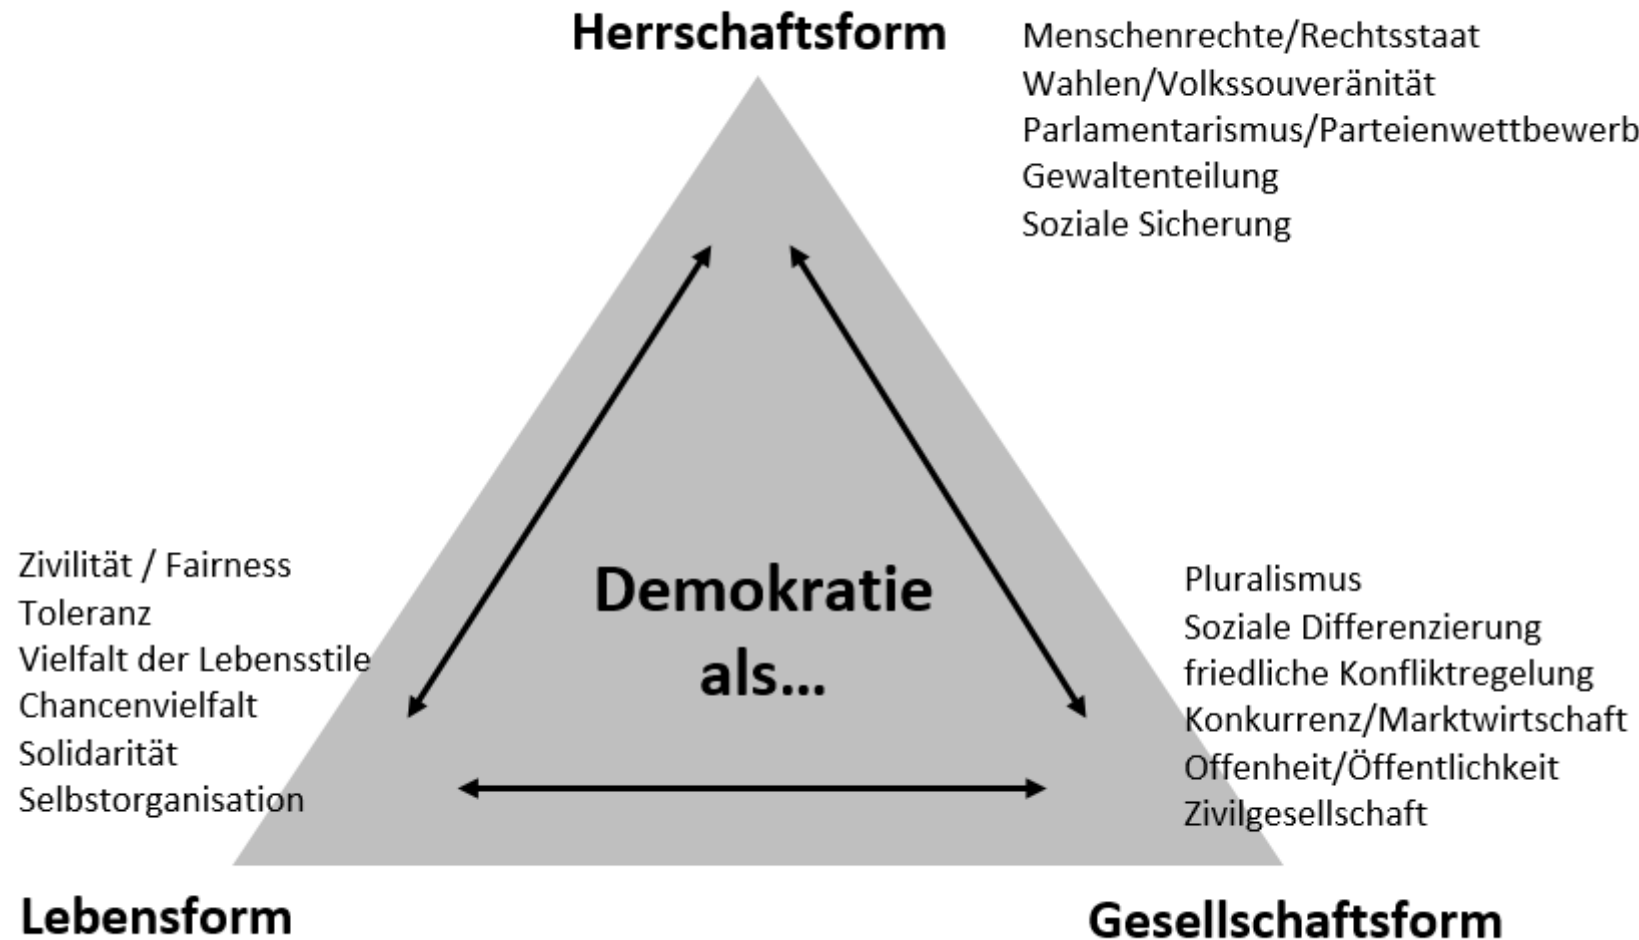 Herrschaftsform
Menschenrechte/Rechtsstaat
Wahlen/Volkssouveränität
Parlamentarismus/Parteienwettbewerb
Gewaltenteilung
Soziale Sicherung
Demokratie
als...
Zivilität / Fairness
Toleranz
Vielfalt der Lebensstile
Chancenvielfalt
Solidarität
Selbstorganisation
Pluralismus
Soziale Differenzierung
friedliche Konfliktregelung
Konkurrenz/Marktwirtschaft
Offenheit/Öffentlichkeit
Zivilgesellschaft
Lebensform
Gesellschaftsform